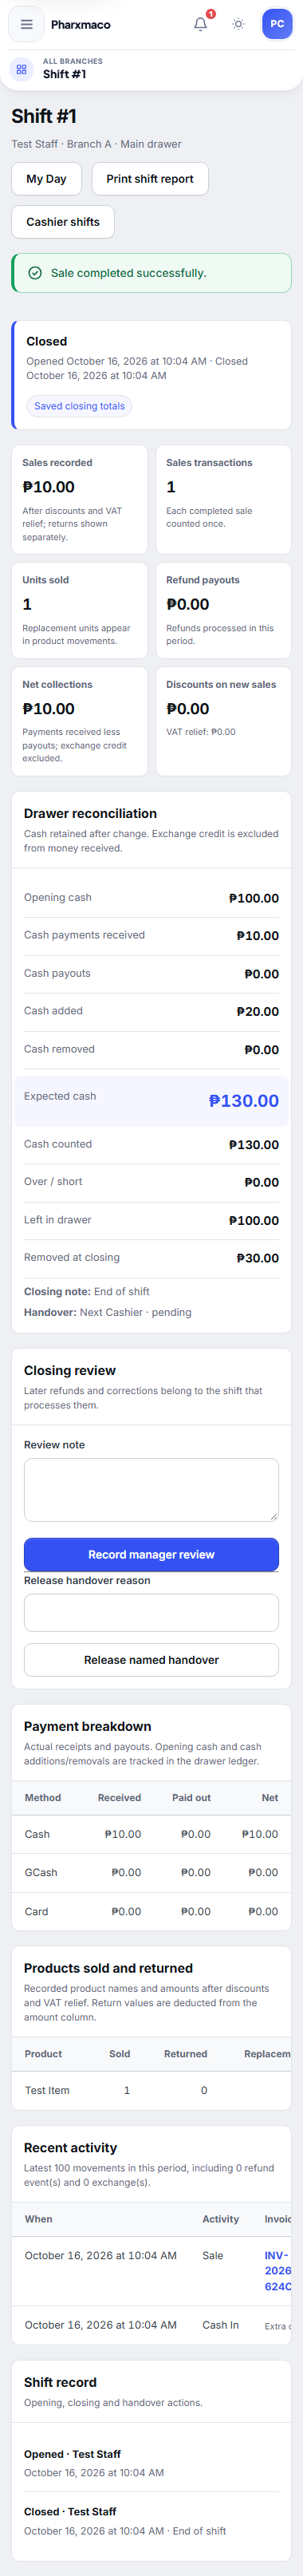 Pharxmaco
1
PC
ALL BRANCHES
Shift #1
Shift #1
Test Staff · Branch A · Main drawer
My Day
Print shift report
Cashier shifts
Sale completed successfully.
Closed
Opened October 16, 2026 at 10:04 AM · Closed
October 16, 2026 at 10:04 AM
Saved closing totals
Sales recorded
₱10.00
After discounts and VAT
relief; returns shown
separately.
Sales transactions
1
Each completed sale
counted once.
Units sold
1
Replacement units appear
in product movements.
Refund payouts
₱0.00
Refunds processed in this
period.
Net collections
₱10.00
Payments received less
payouts; exchange credit
excluded.
Discounts on new sales
₱0.00
VAT relief: ₱0.00
Drawer reconciliation
Cash retained after change. Exchange credit is excluded
from money received.
Opening cash ₱100.00
Cash payments received ₱10.00
Cash payouts ₱0.00
Cash added ₱20.00
Cash removed ₱0.00
Expected cash ₱130.00
Cash counted ₱130.00
Over / short ₱0.00
Left in drawer ₱100.00
Removed at closing ₱30.00
Closing note: End of shift
Handover: Next Cashier · pending
Closing review
Later refunds and corrections belong to the shift that
processes them.
Review note
Record manager review
Release handover reason
Release named handover
Payment breakdown
Actual receipts and payouts. Opening cash and cash
additions/removals are tracked in the drawer ledger.
Method Received Paid out Net
Cash ₱10.00 ₱0.00 ₱10.00
GCash ₱0.00 ₱0.00 ₱0.00
Card ₱0.00 ₱0.00 ₱0.00
Products sold and returned
Recorded product names and amounts after discounts
and VAT relief. Return values are deducted from the
amount column.
Product Sold Returned Replacem
Test Item 1 0
Recent activity
Latest 100 movements in this period, including 0 refund
event(s) and 0 exchange(s).
When Activity Invoic
October 16, 2026 at 10:04 AM Sale INV-
2026
624C
October 16, 2026 at 10:04 AM Cash In Extra c
Shift record
Opening, closing and handover actions.
Opened · Test Staff
October 16, 2026 at 10:04 AM
Closed · Test Staff
October 16, 2026 at 10:04 AM · End of shift